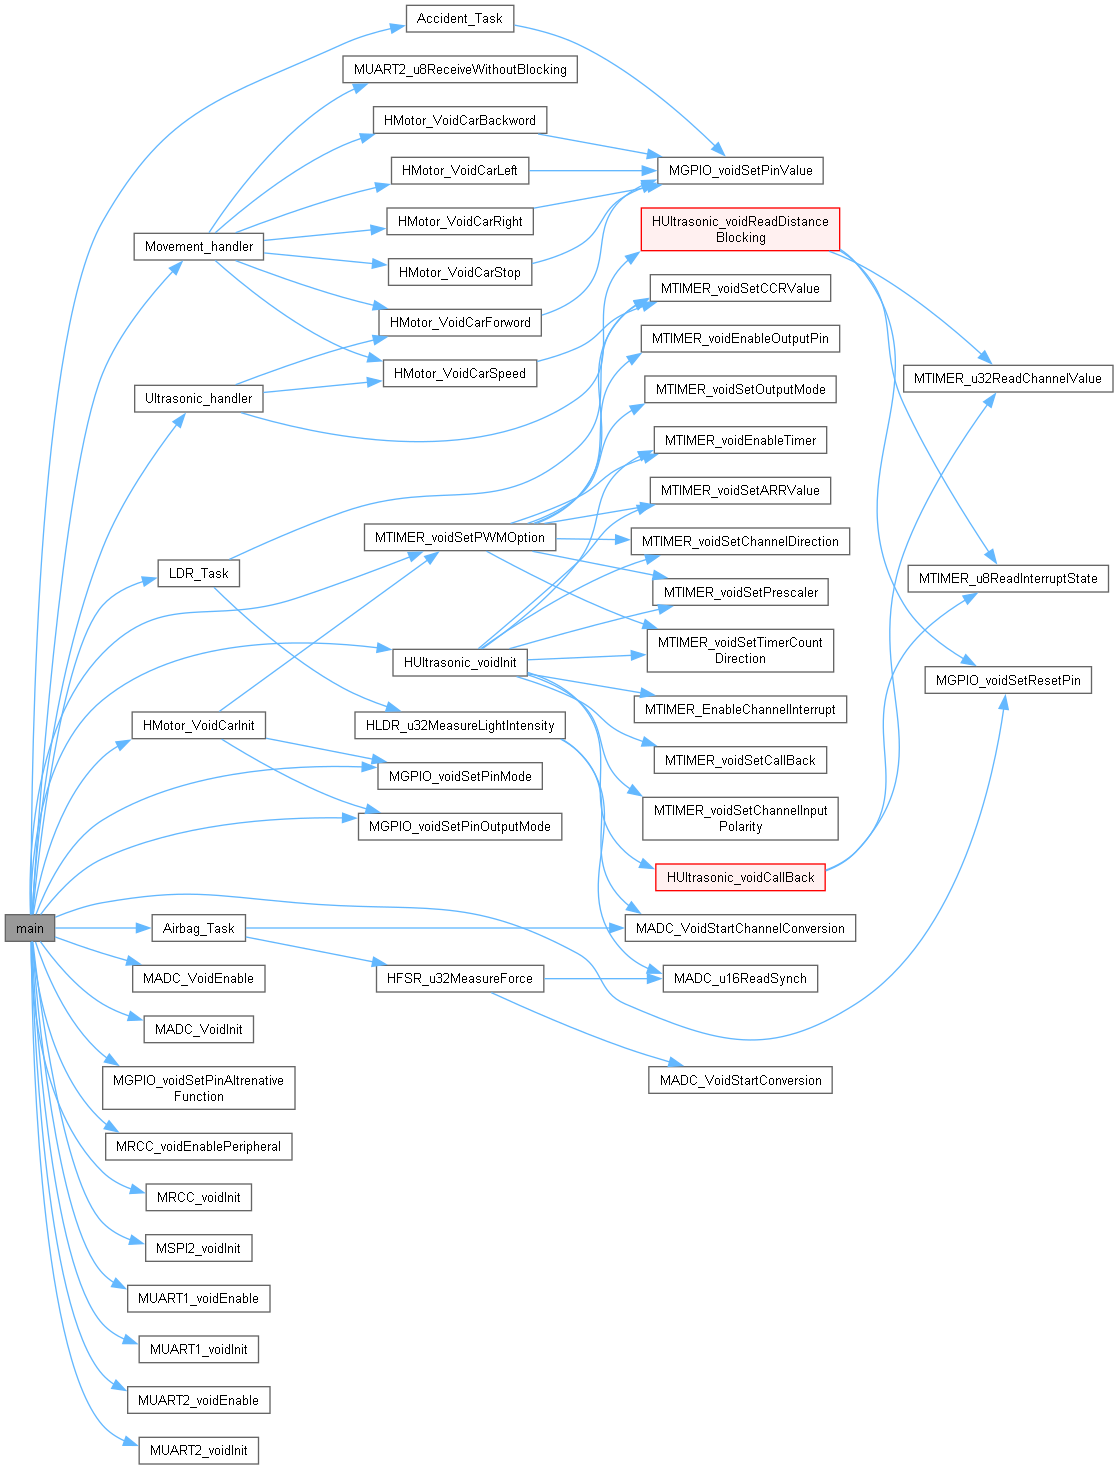 Accident_Task
MUART2_u8ReceiveWithoutBlocking
HMotor_VoidCarBackword
MGPIO_voidSetPinValue
HMotor_VoidCarLeft
HMotor_VoidCarRight
HUltrasonic_voidReadDistance
Blocking
Movement_handler
HMotor_VoidCarStop
MTIMER_voidSetCCRValue
HMotor_VoidCarForword
MTIMER_voidEnableOutputPin
HMotor_VoidCarSpeed
MTIMER_u32ReadChannelValue
MTIMER_voidSetOutputMode
Ultrasonic_handler
MTIMER_voidEnableTimer
MTIMER_voidSetARRValue
MTIMER_voidSetPWMOption
MTIMER_voidSetChannelDirection
LDR_Task
MTIMER_u8ReadInterruptState
MTIMER_voidSetPrescaler
MTIMER_voidSetTimerCount
Direction
HUltrasonic_voidInit
MGPIO_voidSetResetPin
MTIMER_EnableChannelInterrupt
HMotor_VoidCarInit
HLDR_u32MeasureLightIntensity
MTIMER_voidSetCallBack
MGPIO_voidSetPinMode
MTIMER_voidSetChannelInput
Polarity
MGPIO_voidSetPinOutputMode
HUltrasonic_voidCallBack
main
Airbag_Task
MADC_VoidStartChannelConversion
MADC_VoidEnable
HFSR_u32MeasureForce
MADC_u16ReadSynch
MADC_VoidInit
MADC_VoidStartConversion
MGPIO_voidSetPinAltrenative
Function
MRCC_voidEnablePeripheral
MRCC_voidInit
MSPI2_voidInit
MUART1_voidEnable
MUART1_voidInit
MUART2_voidEnable
MUART2_voidInit